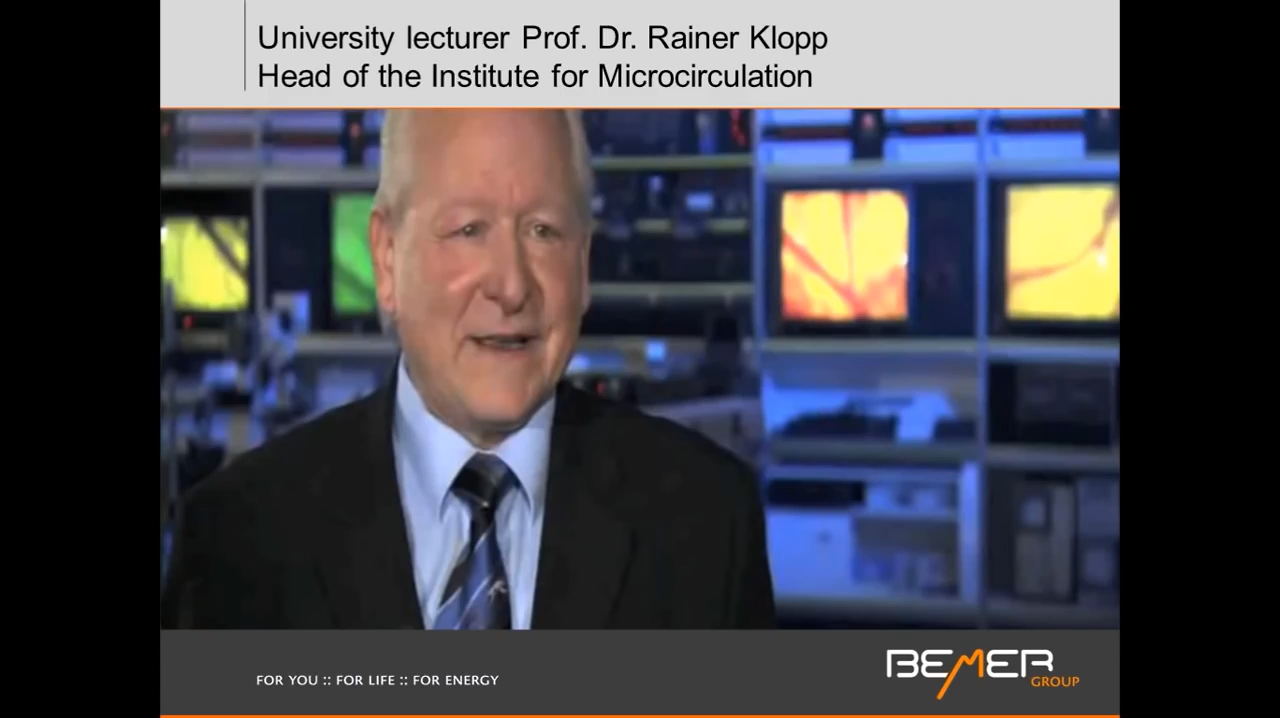 University lecturer Prof. Dr. Rainer Klopp
Head of the Institute for Microcirculation
FOR YOU :: FOR LIFE :: FOR ENERGY
BEMER
GROUP